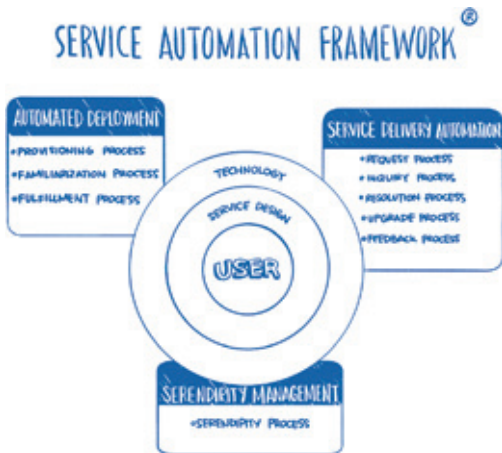 SERVICE AUTOMATION FRAMEWORK®
AUTOMATED DEPLOYMENT
•PROVISIONING PROCESS
•FAMILIARIZATION PROCESS
•FULFILLMENT PROCESS
SERVICE DELIVERY AUTOMATION
•REQUEST PROCESS
•INQUIRY PROCESS
•RESOLUTION PROCESS
•UPGRADE PROCESS
•FEEDBACK PROCESS
TECHNOLOGY
SERVICE DESIGN
USER
SERENDIPITY MANAGEMENT
•SERENDIPITY PROCESS